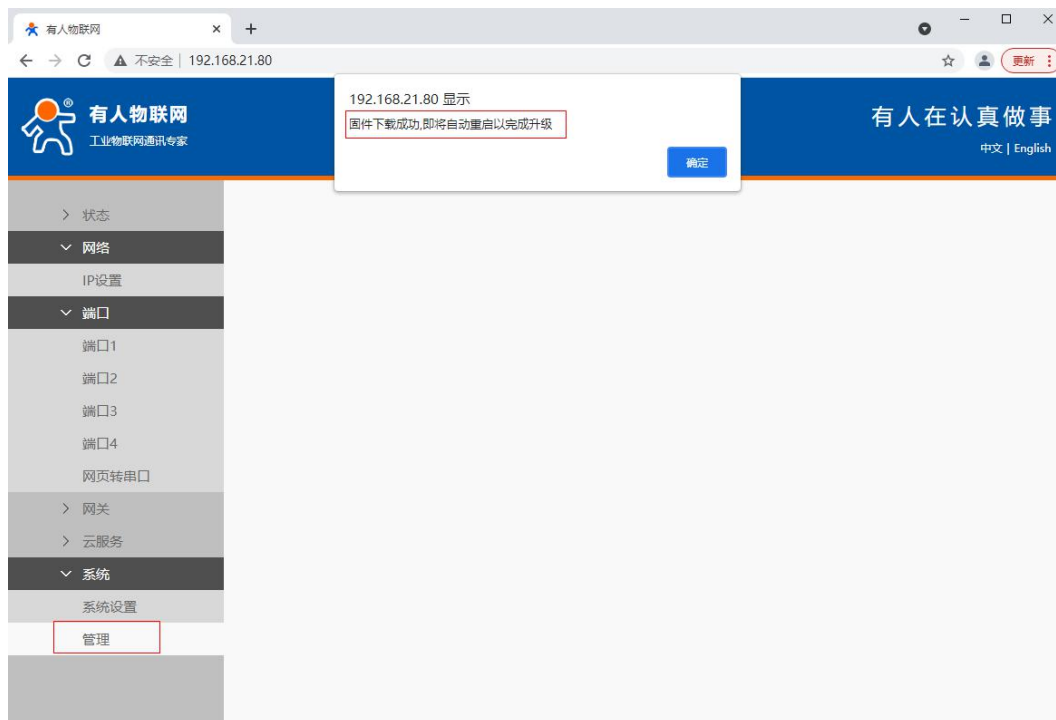 有人物联网
不安全 | 192.168.21.80
更新
有人物联网
®
工业物联网通讯专家
192.168.21.80 显示
固件下载成功,即将自动重启以完成升级
确定
有人在认真做事
中文 | English
状态
网络
IP设置
端口
端口1
端口2
端口3
端口4
网页转串口
网关
云服务
系统
系统设置
管理